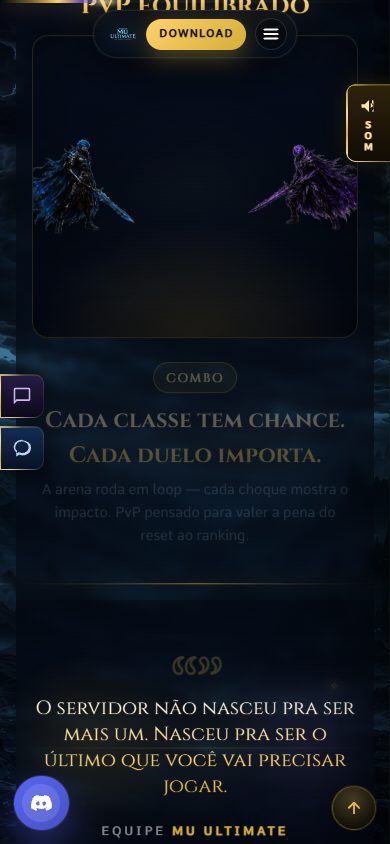 PvP equilibrado
MU
ULTIMATE
DOWNLOAD
SOM
COMBO
Cada classe tem chance.
Cada duelo importa.
A arena roda em loop — cada choque mostra o
impacto. PvP pensado para valer a pena do
reset ao ranking.
““””
O servidor não nasceu pra ser
mais um. Nasceu pra ser o
último que você vai precisar
jogar.
EQUIPE MU ULTIMATE